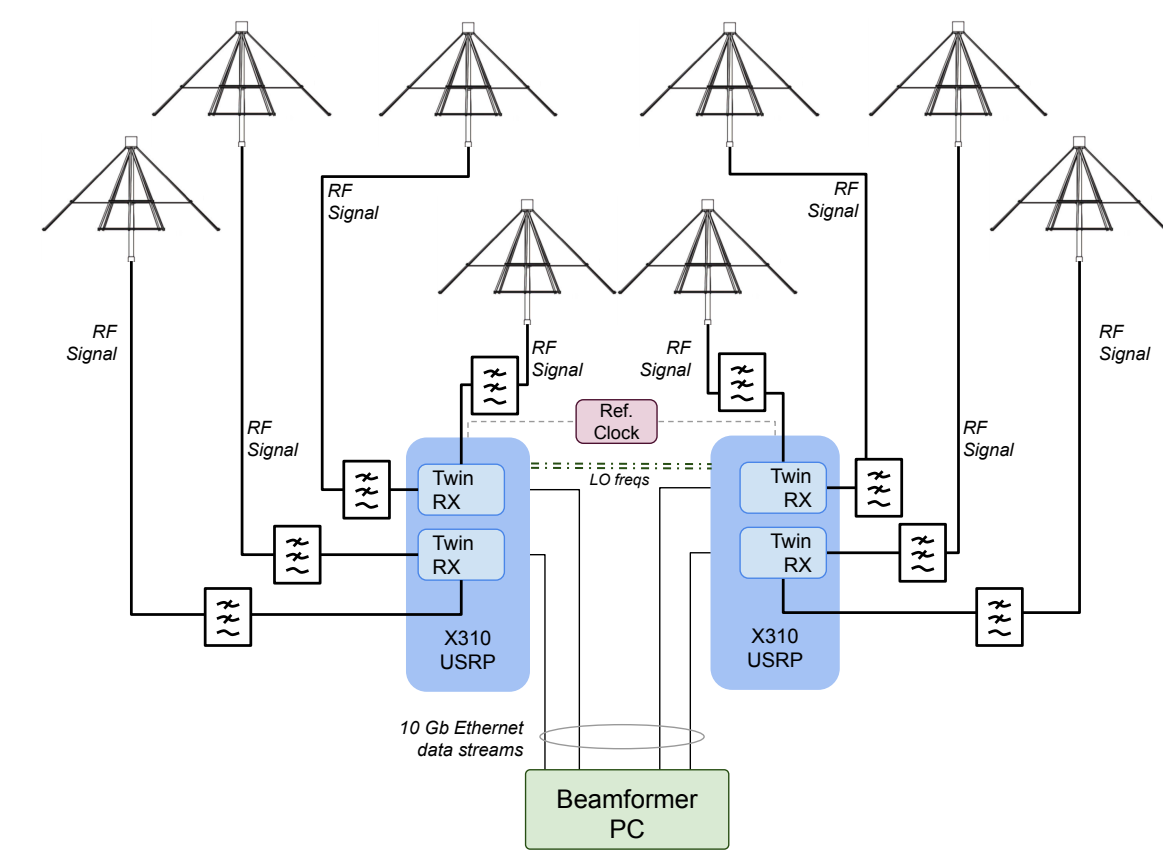 RF
Signal
RF
Signal
RF
Signal
RF
Signal
RF
Signal
RF
Signal
RF
Signal
RF
Signal
Ref.
Clock
Twin
RX
LO freqs
Twin
RX
Twin
RX
Twin
RX
X310
USRP
X310
USRP
10 Gb Ethernet
data streams
Beamformer
PC